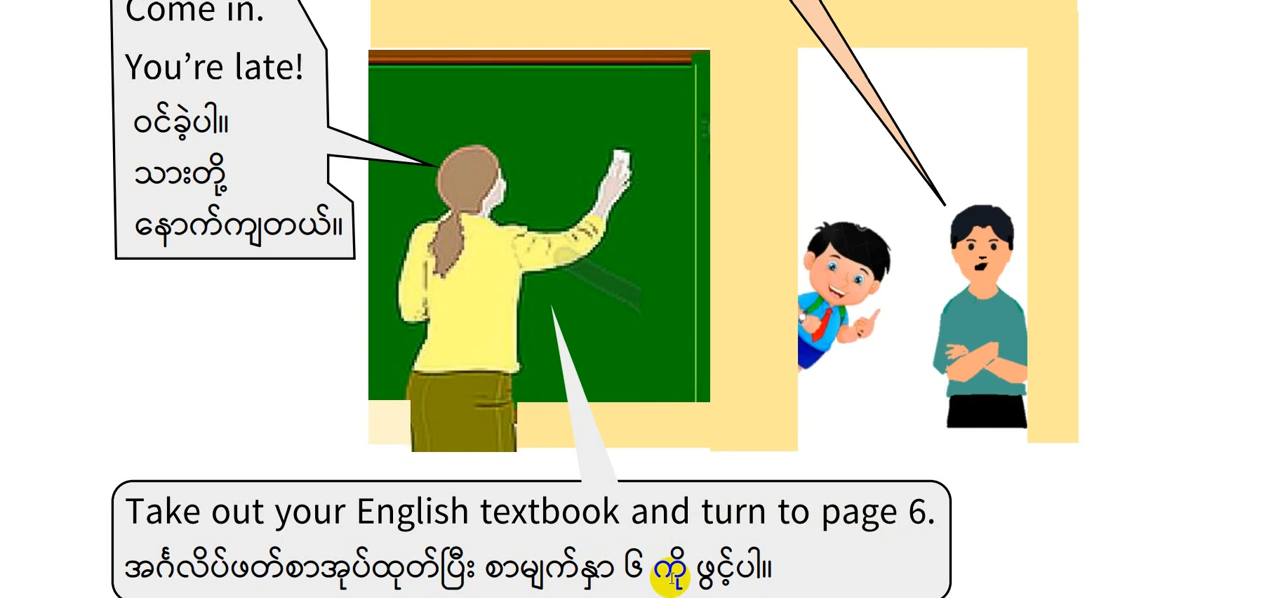 Come in.
You’re late!
ဝင်ခဲ့ပါ။
သားတို့
နောက်ကျတယ်။
Take out your English textbook and turn to page 6.
အင်္ဂလိပ်ဖတ်စာအုပ်ထုတ်ပြီး စာမျက်နှာ ၆ ကို ဖွင့်ပါ။